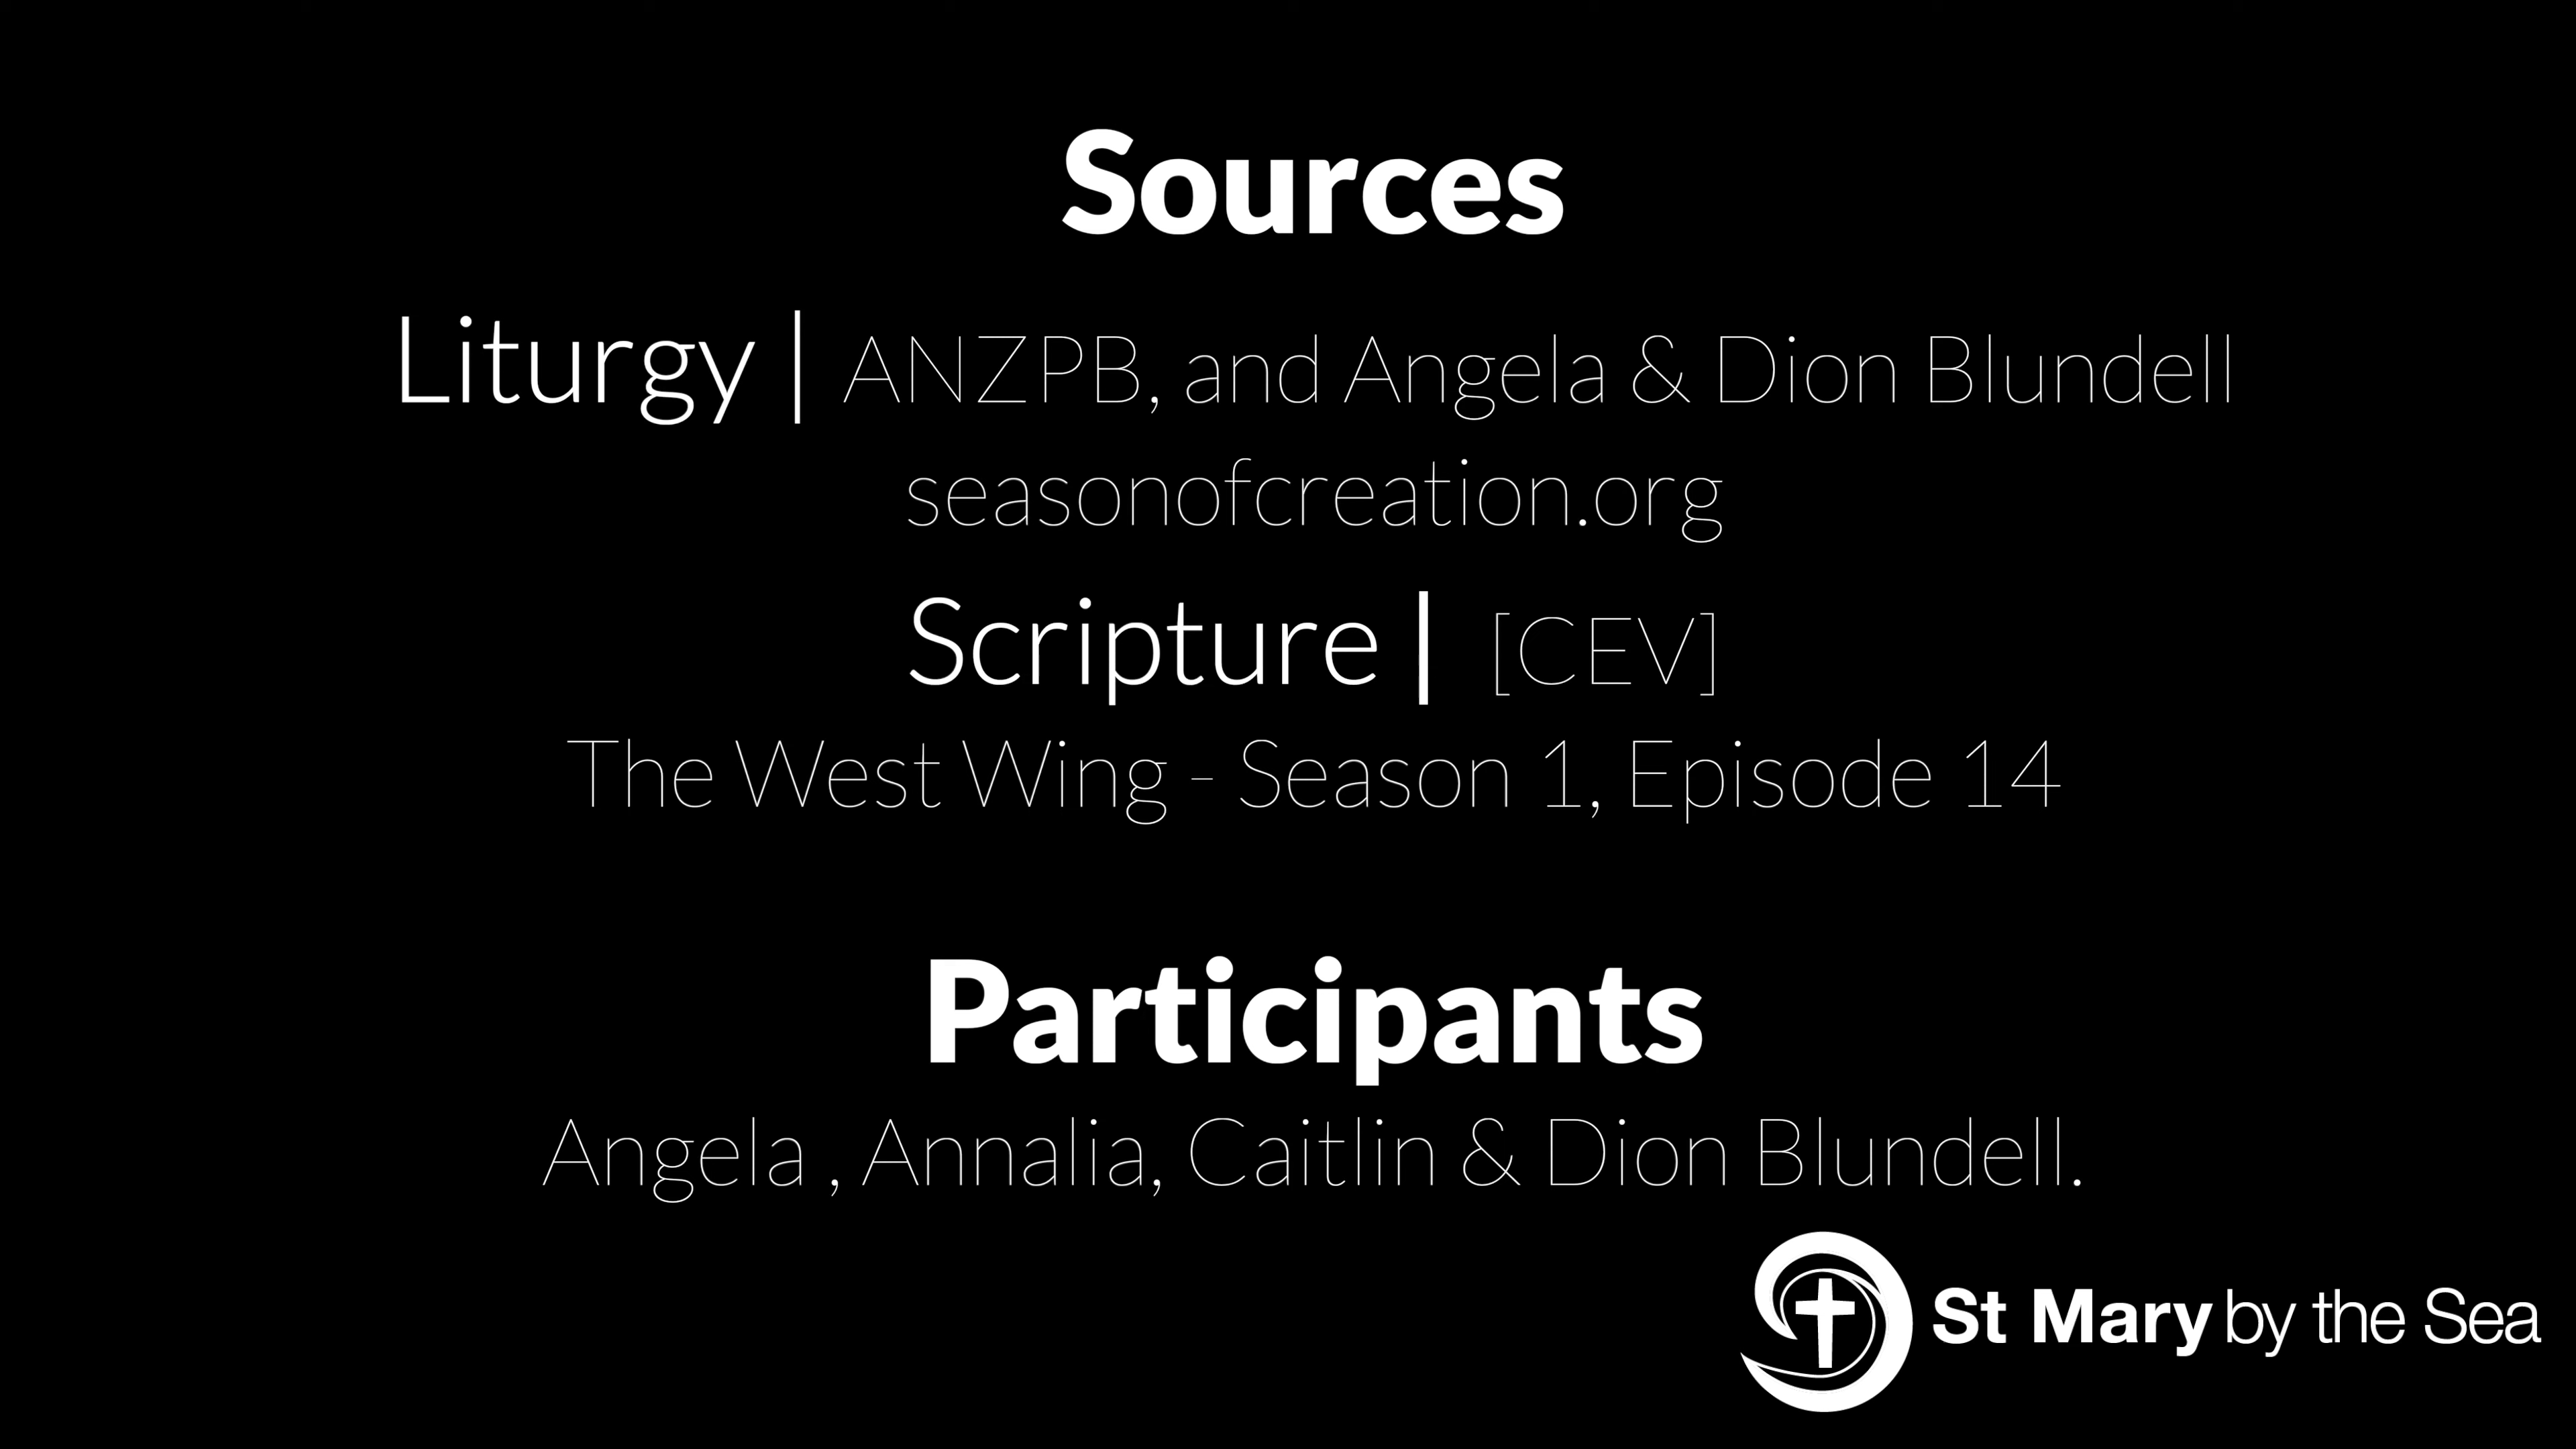 Sources
Liturgy | ANZPB, and Angela & Dion Blundell
seasonofcreation.org
Scripture | [CEV]
The West Wing - Season 1, Episode 14
Participants
Angela , Annalia, Caitlin & Dion Blundell.
St Mary by the Sea